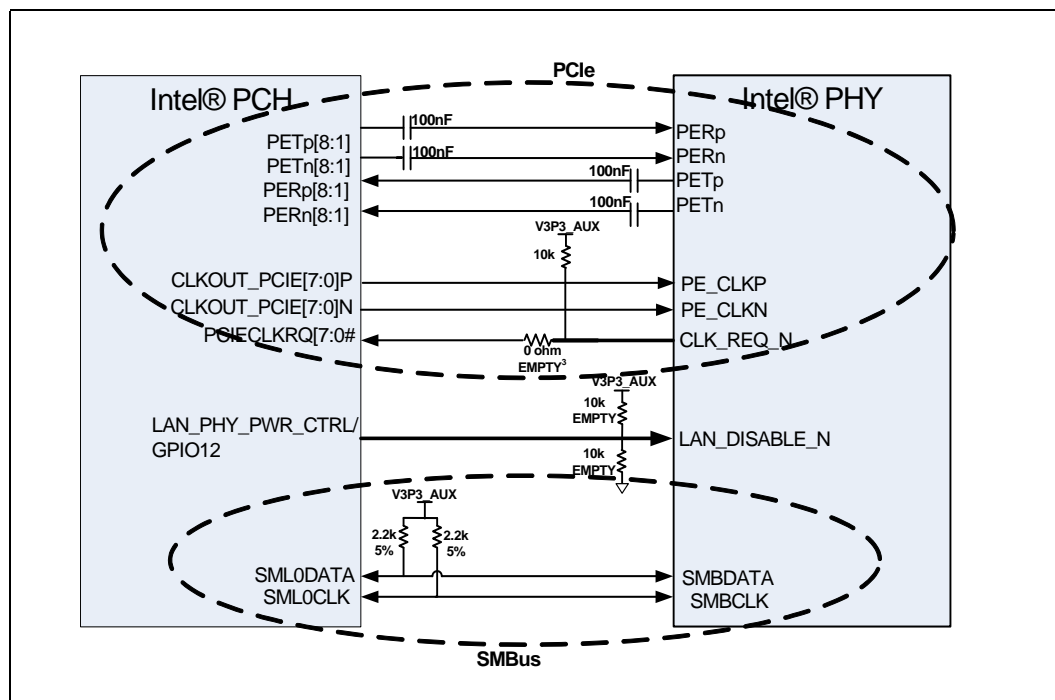 PCIe
Intel® PCH
Intel® PHY
100nF
PETp[8:1]
PERp
100nF
PETn[8:1]
PERn
100nF
PERp[8:1]
PETp
100nF
PERn[8:1]
PETn
V3P3_AUX
10k
CLKOUT_PCIE[7:0]P
PE_CLKP
CLKOUT_PCIE[7:0]N
PE_CLKN
PCIECLKRQ[7:0#
CLK_REQ_N
0 ohm
EMPTY³
V3P3_AUX
10k
EMPTY
LAN_PHY_PWR_CTRL/
GPIO12
LAN_DISABLE_N
10k
EMPTY
V3P3_AUX
2.2k
5%
2.2k
5%
SML0DATA
SMBDATA
SML0CLK
SMBCLK
SMBus